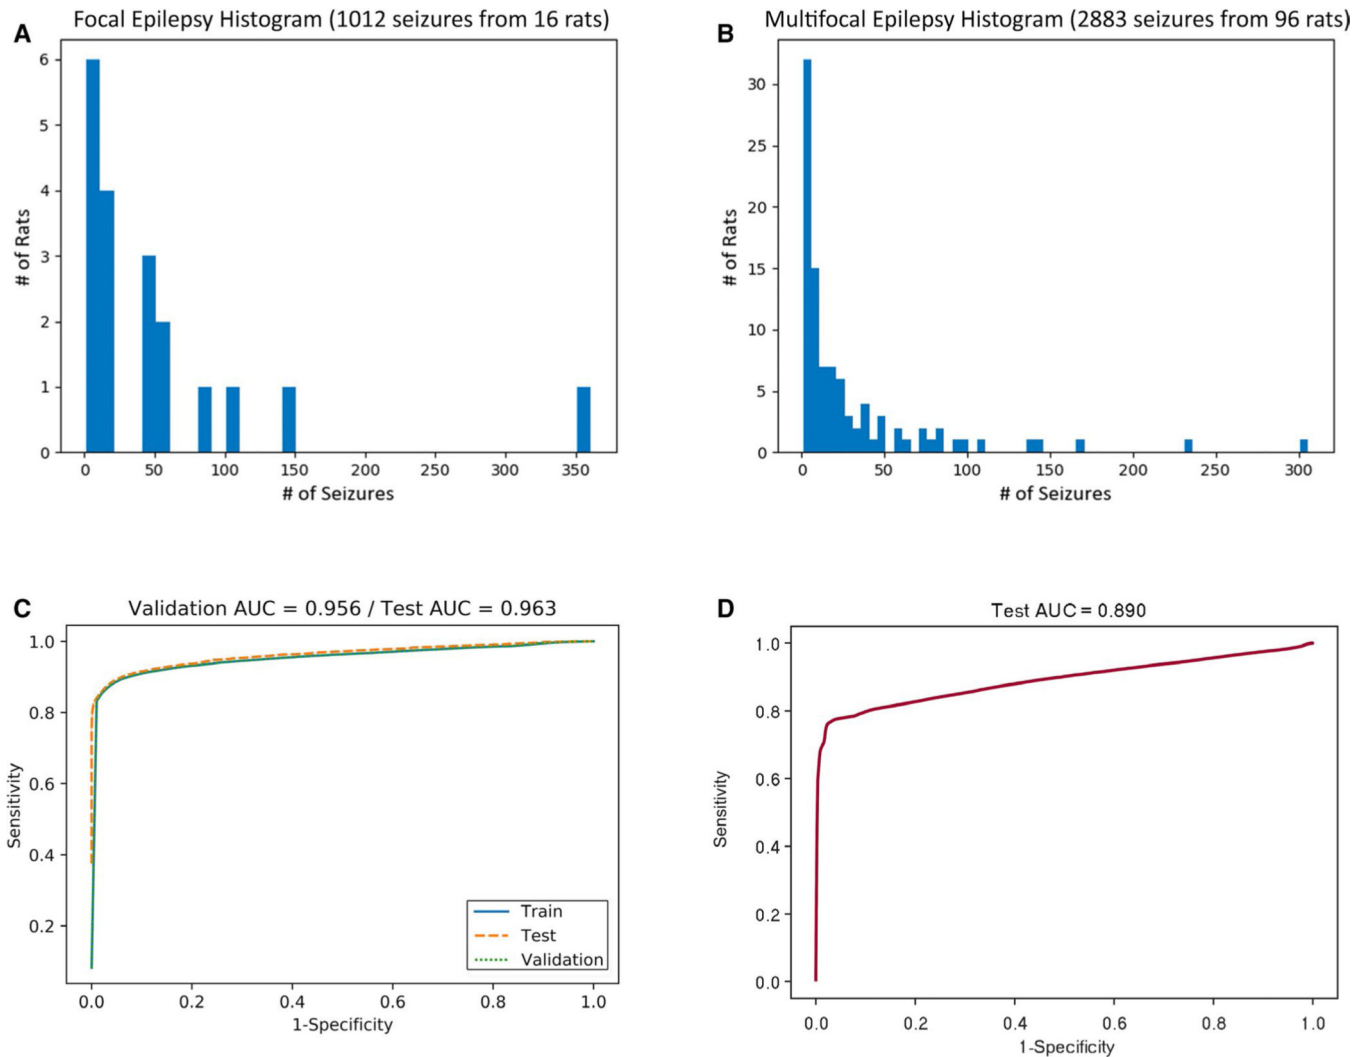 A
Focal Epilepsy Histogram (1012 seizures from 16 rats)
6
5
4
3
2
1
0
# of Rats
0 50 100 150 200 250 300 350
# of Seizures
B
Multifocal Epilepsy Histogram (2883 seizures from 96 rats)
30
25
20
15
10
5
0
# of Rats
0 50 100 150 200 250 300
# of Seizures
C
Validation AUC = 0.956 / Test AUC = 0.963
1.0
0.8
0.6
0.4
0.2
Sensitivity
Train
Test
Validation
0.0 0.2 0.4 0.6 0.8 1.0
1-Specificity
D
Test AUC = 0.890
1.0
0.8
0.6
0.4
0.2
0.0
Sensitivity
0.0 0.2 0.4 0.6 0.8 1.0
1-Specificity